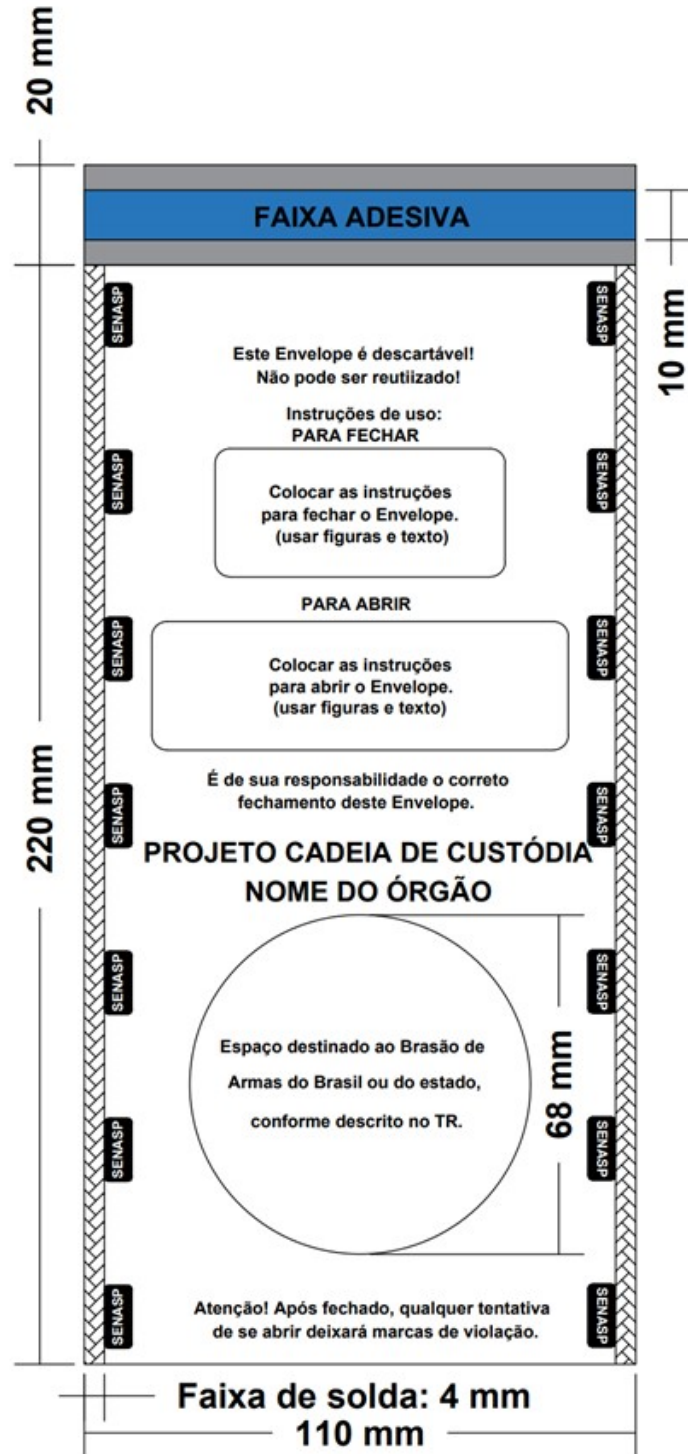 20 mm
FAIXA ADESIVA
10 mm
SENASP
SENASP
Este Envelope é descartável!
Não pode ser reutiizado!
Instruções de uso:
PARA FECHAR
SENASP
SENASP
Colocar as instruções
para fechar o Envelope.
(usar figuras e texto)
PARA ABRIR
SENASP
SENASP
Colocar as instruções
para abrir o Envelope.
(usar figuras e texto)
220 mm
É de sua responsabilidade o correto
fechamento deste Envelope.
SENASP
SENASP
PROJETO CADEIA DE CUSTÓDIA
NOME DO ÓRGÃO
SENASP
SENASP
Espaço destinado ao Brasão de
Armas do Brasil ou do estado,
conforme descrito no TR.
68 mm
SENASP
SENASP
SENASP
SENASP
Atenção! Após fechado, qualquer tentativa
de se abrir deixará marcas de violação.
Faixa de solda: 4 mm
110 mm